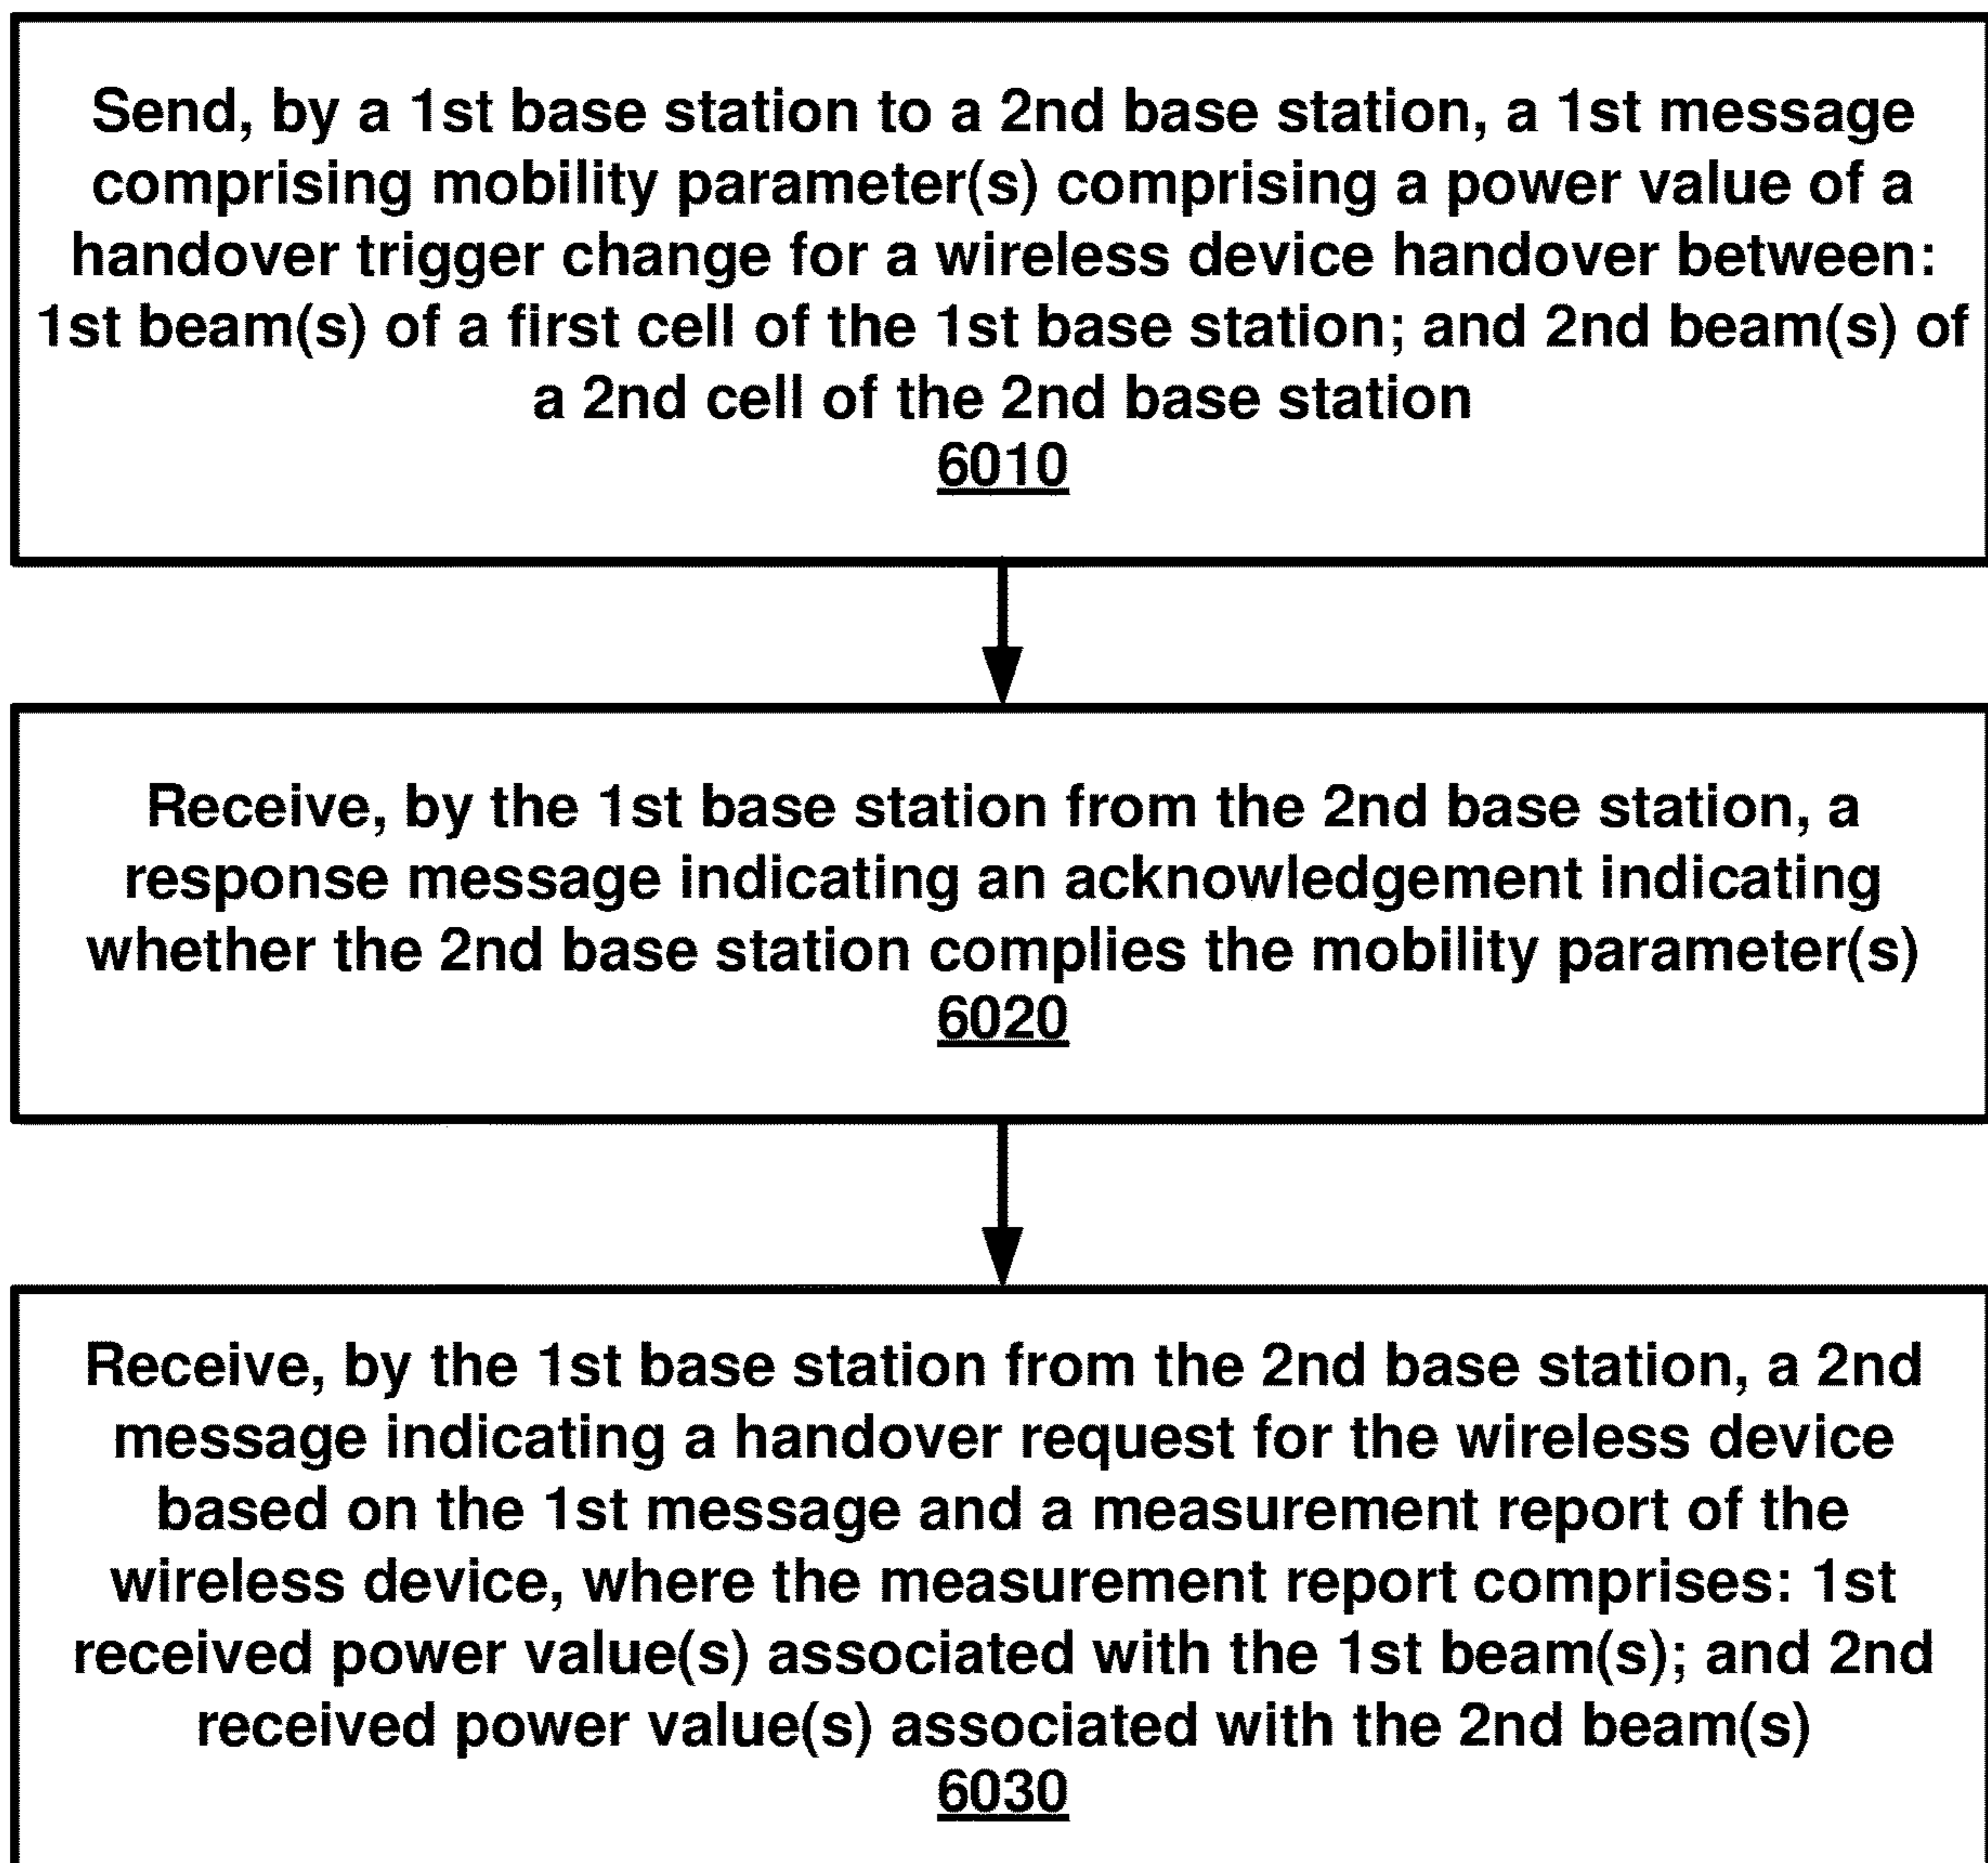 Send, by a 1st base station to a 2nd base station, a 1st message
comprising mobility parameter(s) comprising a power value of a
handover trigger change for a wireless device handover between:
1st beam(s) of a first cell of the 1st base station; and 2nd beam(s) of
a 2nd cell of the 2nd base station
6010
Receive, by the 1st base station from the 2nd base station, a
response message indicating an acknowledgement indicating
whether the 2nd base station complies the mobility parameter(s)
6020
Receive, by the 1st base station from the 2nd base station, a 2nd
message indicating a handover request for the wireless device
based on the 1st message and a measurement report of the
wireless device, where the measurement report comprises: 1st
received power value(s) associated with the 1st beam(s); and 2nd
received power value(s) associated with the 2nd beam(s)
6030